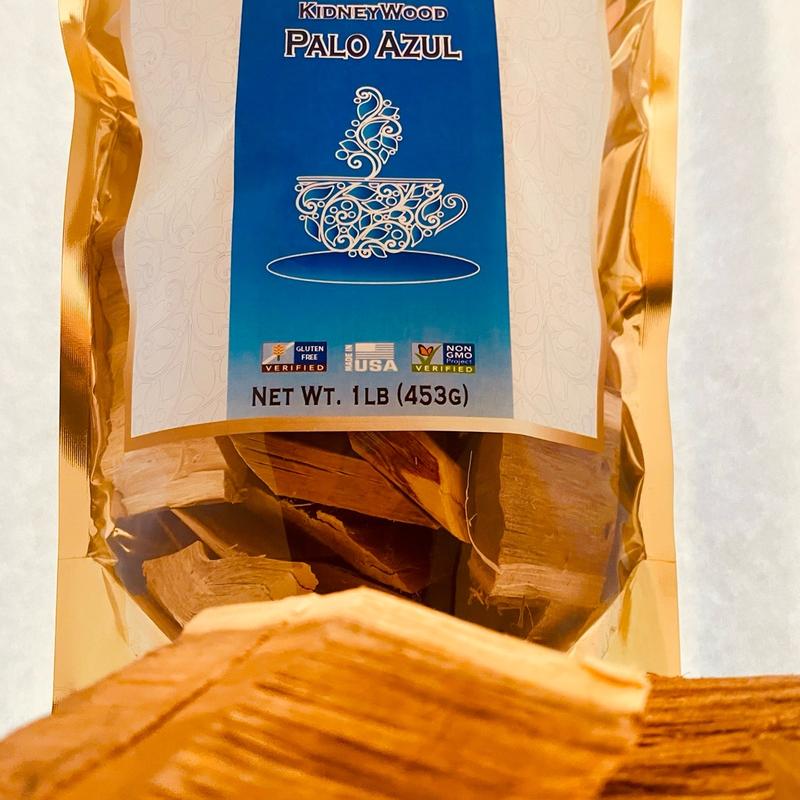 KIDNEYWOOD
PALO AZUL
GLUTEN
FREE
VERIFIED
MADE IN
USA
NON
GMO
Project
VERIFIED
NET WT. 1LB (453G)